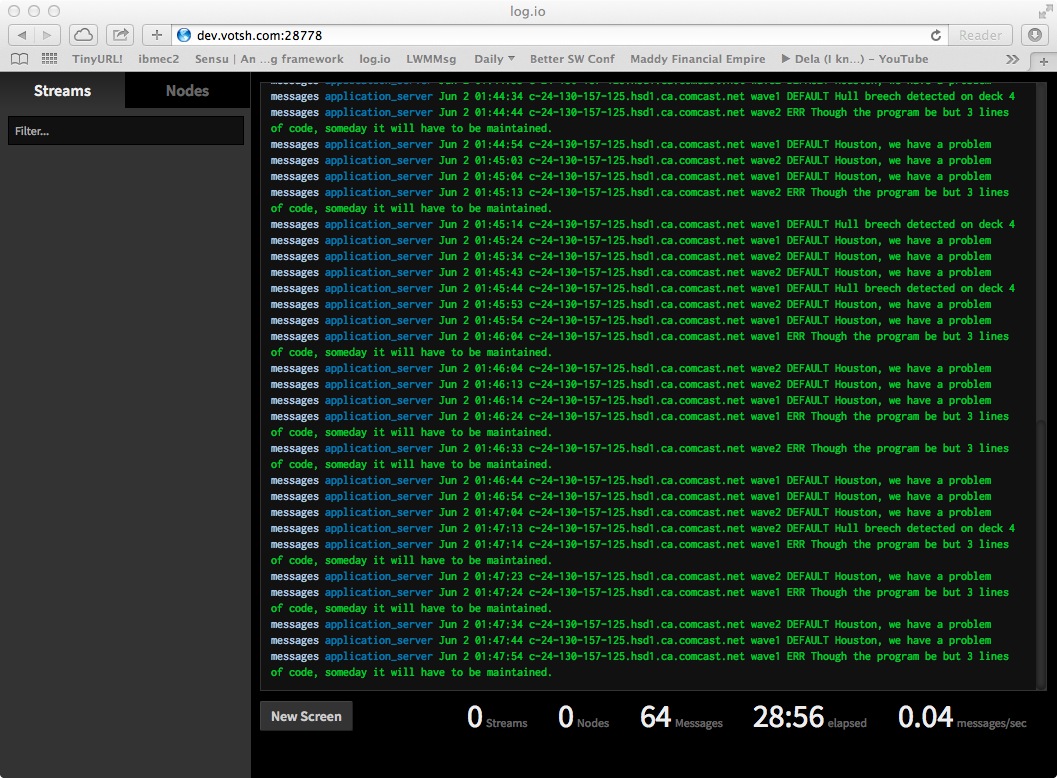 log.io
dev.votsh.com:28778
Reader
TinyURL! ibmec2 Sensu | An ...g framework log.io LWMMsg Daily Better SW Conf Maddy Financial Empire Dela (I kn...) – YouTube
Streams Nodes
Filter...
messages application_server Jun 2 01:44:34 c-24-130-157-125.hsd1.ca.comcast.net wave1 DEFAULT Hull breech detected on deck 4
messages application_server Jun 2 01:44:44 c-24-130-157-125.hsd1.ca.comcast.net wave2 ERR Though the program be but 3 lines
of code, someday it will have to be maintained.
messages application_server Jun 2 01:44:54 c-24-130-157-125.hsd1.ca.comcast.net wave1 DEFAULT Houston, we have a problem
messages application_server Jun 2 01:45:03 c-24-130-157-125.hsd1.ca.comcast.net wave2 DEFAULT Houston, we have a problem
messages application_server Jun 2 01:45:04 c-24-130-157-125.hsd1.ca.comcast.net wave1 DEFAULT Houston, we have a problem
messages application_server Jun 2 01:45:13 c-24-130-157-125.hsd1.ca.comcast.net wave2 ERR Though the program be but 3 lines
of code, someday it will have to be maintained.
messages application_server Jun 2 01:45:14 c-24-130-157-125.hsd1.ca.comcast.net wave1 DEFAULT Hull breech detected on deck 4
messages application_server Jun 2 01:45:24 c-24-130-157-125.hsd1.ca.comcast.net wave1 DEFAULT Houston, we have a problem
messages application_server Jun 2 01:45:34 c-24-130-157-125.hsd1.ca.comcast.net wave2 DEFAULT Houston, we have a problem
messages application_server Jun 2 01:45:43 c-24-130-157-125.hsd1.ca.comcast.net wave2 DEFAULT Houston, we have a problem
messages application_server Jun 2 01:45:44 c-24-130-157-125.hsd1.ca.comcast.net wave1 DEFAULT Hull breech detected on deck 4
messages application_server Jun 2 01:45:53 c-24-130-157-125.hsd1.ca.comcast.net wave2 DEFAULT Houston, we have a problem
messages application_server Jun 2 01:45:54 c-24-130-157-125.hsd1.ca.comcast.net wave1 DEFAULT Houston, we have a problem
messages application_server Jun 2 01:46:04 c-24-130-157-125.hsd1.ca.comcast.net wave1 ERR Though the program be but 3 lines
of code, someday it will have to be maintained.
messages application_server Jun 2 01:46:04 c-24-130-157-125.hsd1.ca.comcast.net wave2 DEFAULT Houston, we have a problem
messages application_server Jun 2 01:46:13 c-24-130-157-125.hsd1.ca.comcast.net wave2 DEFAULT Houston, we have a problem
messages application_server Jun 2 01:46:14 c-24-130-157-125.hsd1.ca.comcast.net wave1 DEFAULT Houston, we have a problem
messages application_server Jun 2 01:46:24 c-24-130-157-125.hsd1.ca.comcast.net wave1 ERR Though the program be but 3 lines
of code, someday it will have to be maintained.
messages application_server Jun 2 01:46:33 c-24-130-157-125.hsd1.ca.comcast.net wave2 ERR Though the program be but 3 lines
of code, someday it will have to be maintained.
messages application_server Jun 2 01:46:44 c-24-130-157-125.hsd1.ca.comcast.net wave1 DEFAULT Houston, we have a problem
messages application_server Jun 2 01:46:54 c-24-130-157-125.hsd1.ca.comcast.net wave1 DEFAULT Houston, we have a problem
messages application_server Jun 2 01:47:04 c-24-130-157-125.hsd1.ca.comcast.net wave2 DEFAULT Houston, we have a problem
messages application_server Jun 2 01:47:13 c-24-130-157-125.hsd1.ca.comcast.net wave2 DEFAULT Hull breech detected on deck 4
messages application_server Jun 2 01:47:14 c-24-130-157-125.hsd1.ca.comcast.net wave1 ERR Though the program be but 3 lines
of code, someday it will have to be maintained.
messages application_server Jun 2 01:47:23 c-24-130-157-125.hsd1.ca.comcast.net wave2 DEFAULT Houston, we have a problem
messages application_server Jun 2 01:47:24 c-24-130-157-125.hsd1.ca.comcast.net wave1 ERR Though the program be but 3 lines
of code, someday it will have to be maintained.
messages application_server Jun 2 01:47:34 c-24-130-157-125.hsd1.ca.comcast.net wave2 DEFAULT Houston, we have a problem
messages application_server Jun 2 01:47:44 c-24-130-157-125.hsd1.ca.comcast.net wave1 DEFAULT Houston, we have a problem
messages application_server Jun 2 01:47:54 c-24-130-157-125.hsd1.ca.comcast.net wave1 ERR Though the program be but 3 lines
of code, someday it will have to be maintained.
New Screen 0 Streams 0 Nodes 64 Messages 28:56 elapsed 0.04 messages/sec